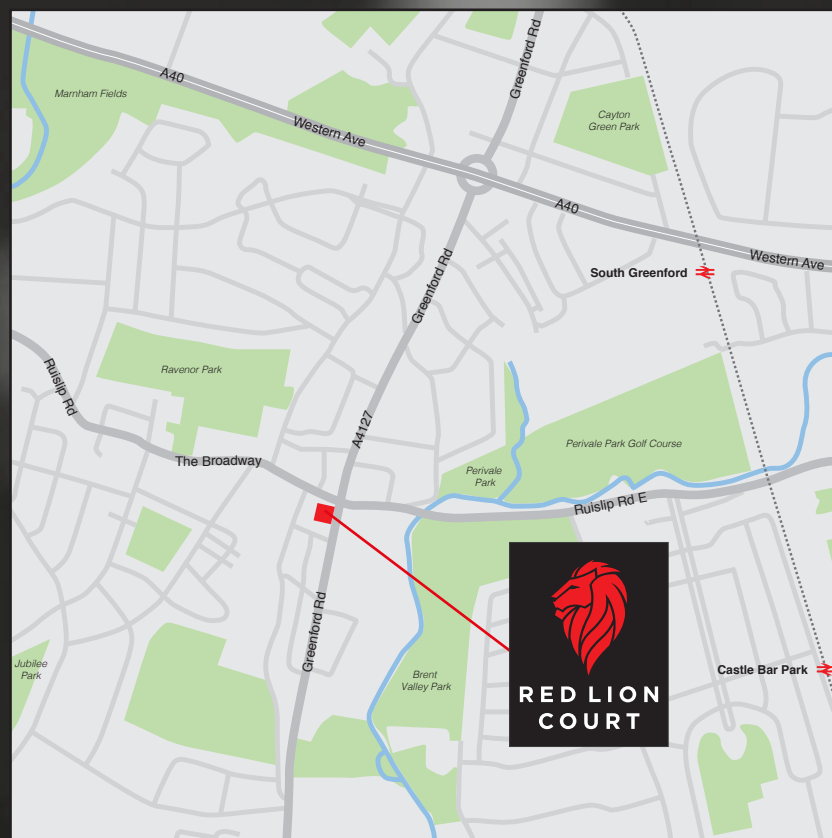 Greenford Rd
A40
Marnham Fields
Cayton
Green Park
Western Ave
A40
Greenford Rd
Western Ave
South Greenford
Ruislip Rd
Ravenor Park
A4127
The Broadway
Perivale Park Golf Course
Perivale
Park
Ruislip Rd E
Greenford Rd
Jubilee
Park
Brent
Valley Park
Castle Bar Park
RED LION
COURT